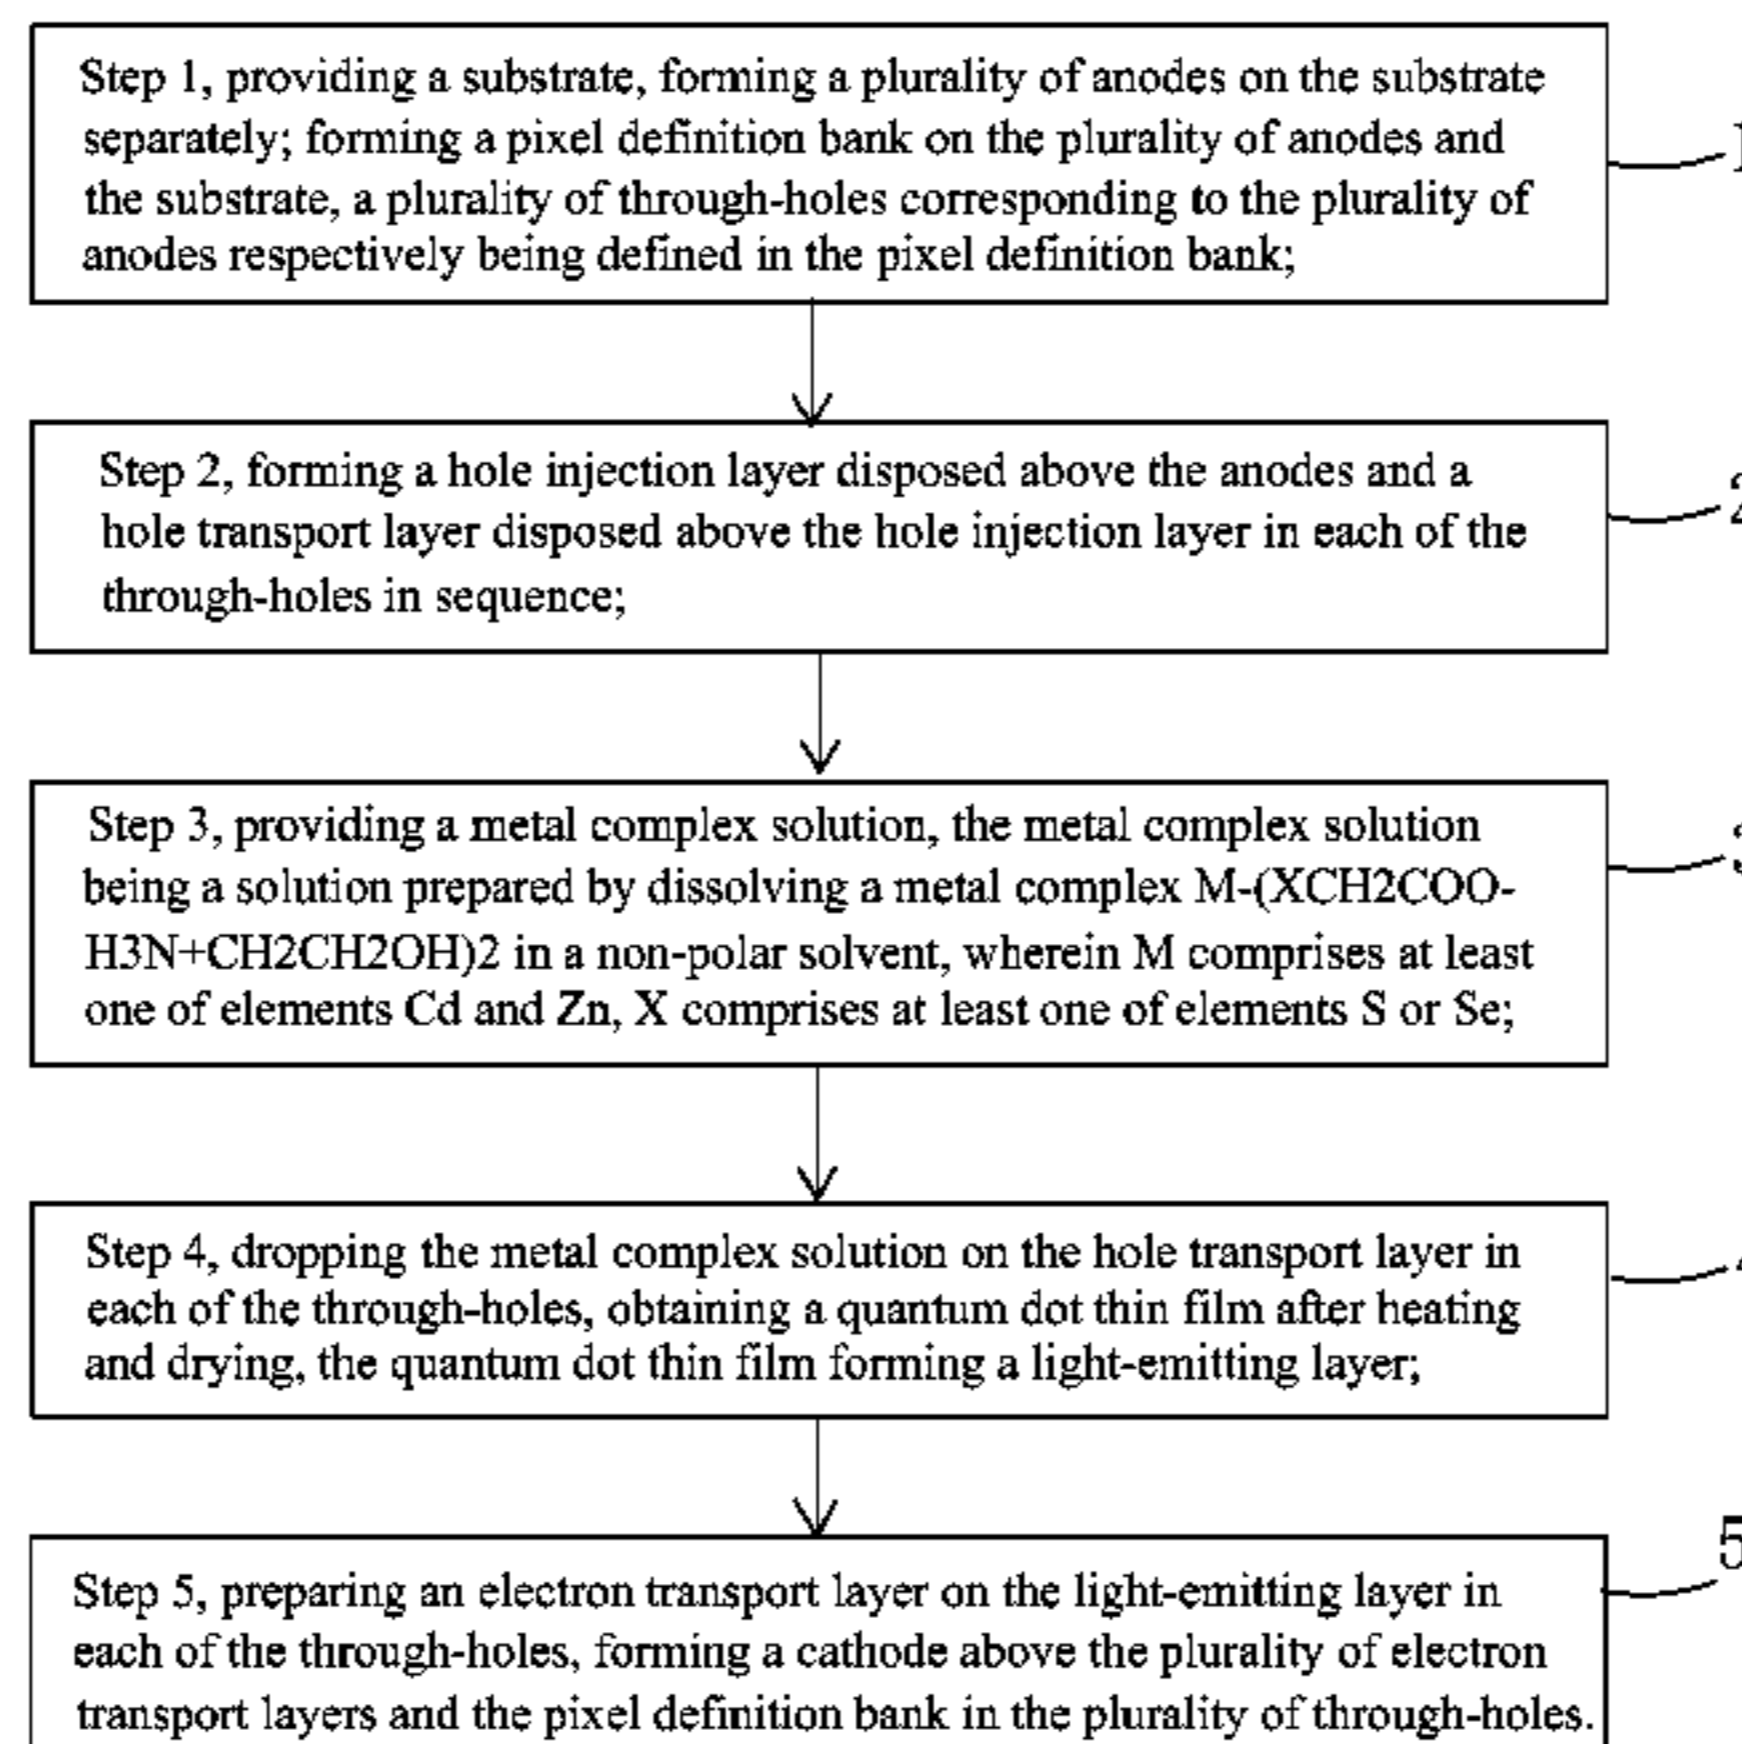 Step 1, providing a substrate, forming a plurality of anodes on the substrate
separately; forming a pixel definition bank on the plurality of anodes and
the substrate, a plurality of through-holes corresponding to the plurality of
anodes respectively being defined in the pixel definition bank;
Step 2, forming a hole injection layer disposed above the anodes and a
hole transport layer disposed above the hole injection layer in each of the
through-holes in sequence;
Step 3, providing a metal complex solution, the metal complex solution
being a solution prepared by dissolving a metal complex M-(XCH2COO-
H3N+CH2CH2OH)2 in a non-polar solvent, wherein M comprises at least
one of elements Cd and Zn, X comprises at least one of elements S or Se;
Step 4, dropping the metal complex solution on the hole transport layer in
each of the through-holes, obtaining a quantum dot thin film after heating
and drying, the quantum dot thin film forming a light-emitting layer;
5
Step 5, preparing an electron transport layer on the light-emitting layer in
each of the through-holes, forming a cathode above the plurality of electron
transport layers and the pixel definition bank in the plurality of through-holes.